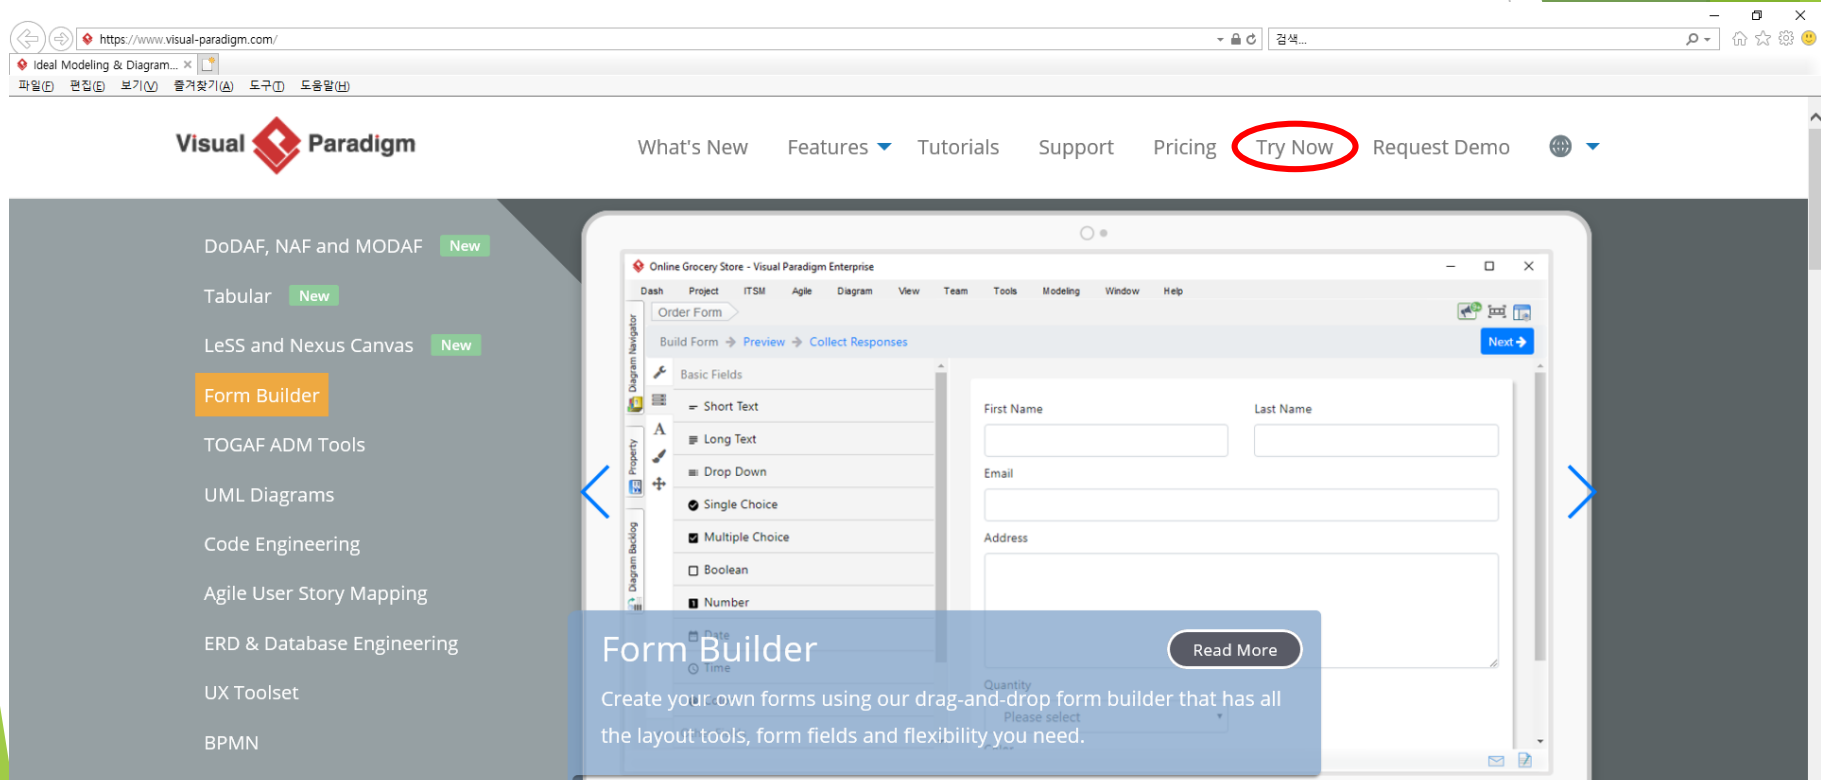 https://www.visual-paradigm.com/
검색...
Ideal Modeling & Diagram...
파일(F) 편집(E) 보기(V) 즐겨찾기(A) 도구(T) 도움말(H)
Visual Paradigm
What's New Features Tutorials Support Pricing Try Now Request Demo
DoDAF, NAF and MODAF New
Tabular New
LeSS and Nexus Canvas New
Form Builder
TOGAF ADM Tools
UML Diagrams
Code Engineering
Agile User Story Mapping
ERD & Database Engineering
UX Toolset
BPMN
Online Grocery Store - Visual Paradigm Enterprise
Dash Project ITSM Agile Diagram View Team Tools Modeling Window Help
Order Form
Build Form Preview Collect Responses
Next
Diagram Navigator
Property
Diagram Backlog
Basic Fields
Short Text
Long Text
Drop Down
Single Choice
Multiple Choice
Boolean
Number
Date
Time
First Name Last Name
Email
Address
Quantity
Please select
Form Builder
Read More
Create your own forms using our drag-and-drop form builder that has all
the layout tools, form fields and flexibility you need.